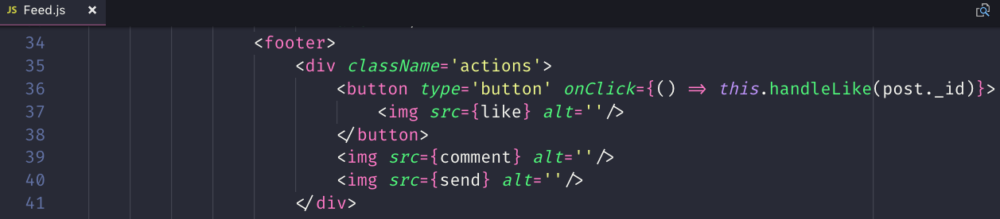 JS Feed.js ×
34 <footer>
35 <div className='actions'>
36 <button type='button' onClick={() => this.handleLike(post._id)}>
37 <img src={like} alt=''/>
38 </button>
39 <img src={comment} alt=''/>
40 <img src={send} alt=''/>
41 </div>